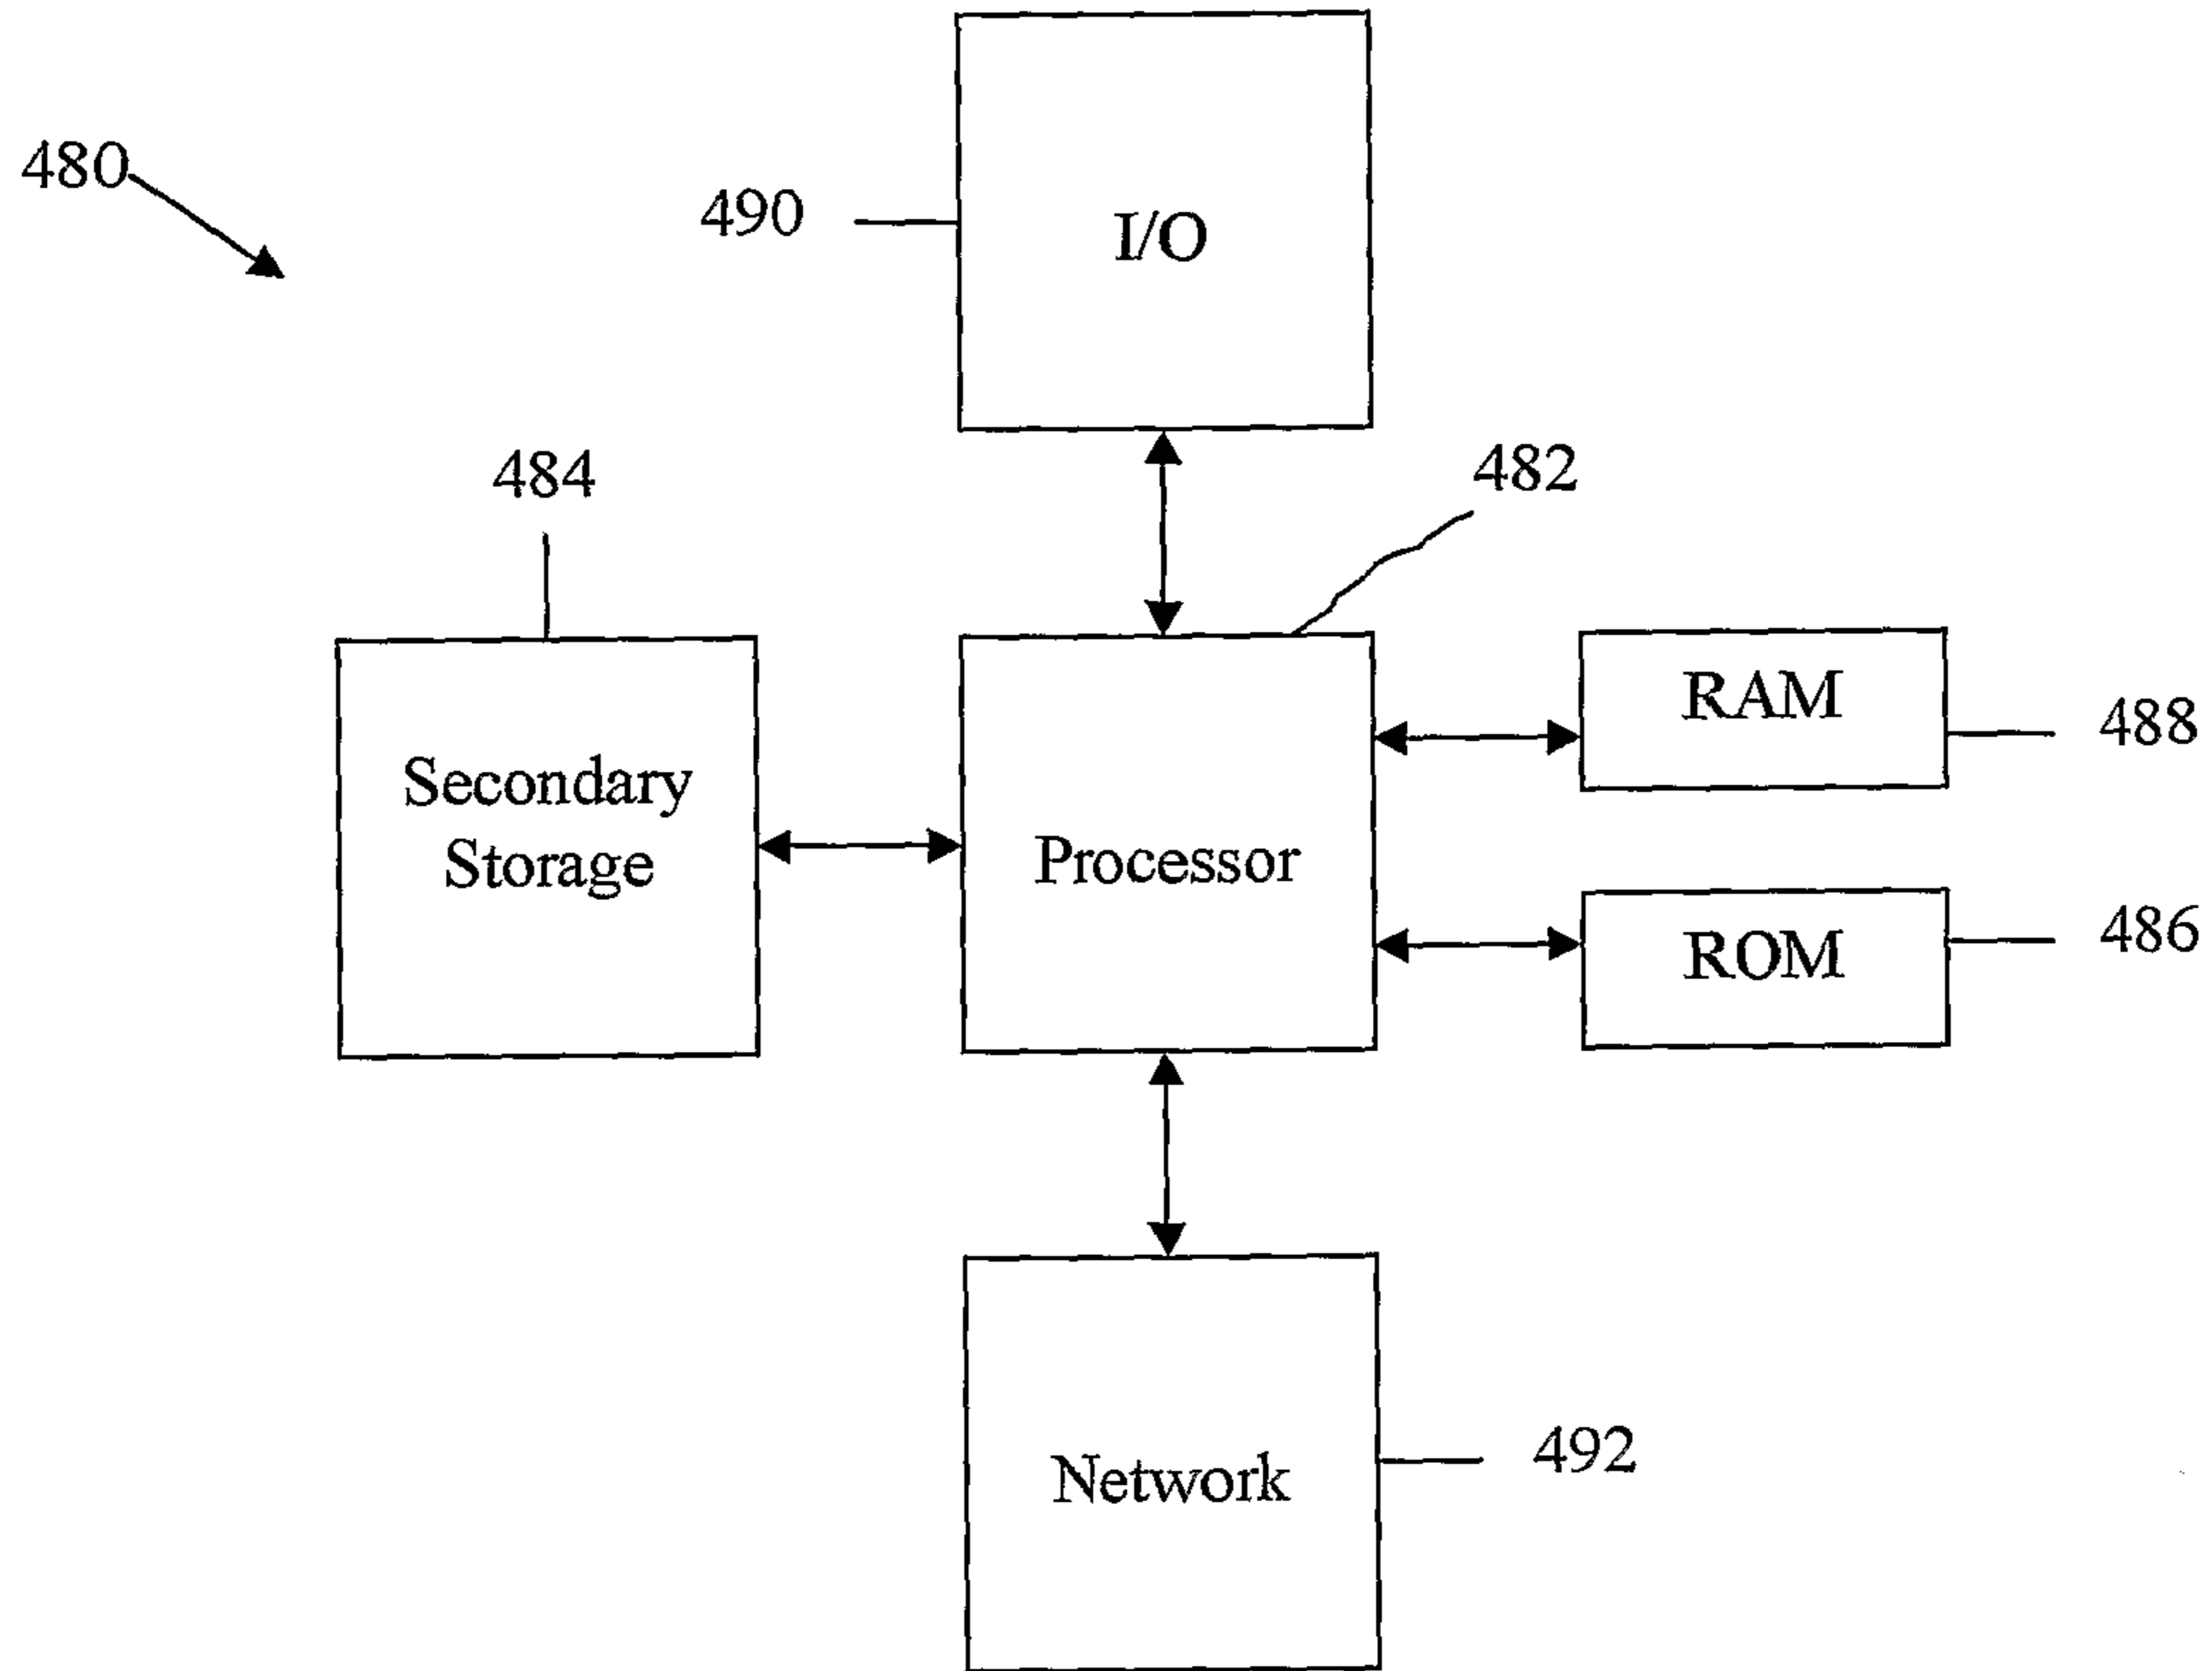 480
490
I/O
484
482
RAM
488
Secondary
Storage
Processor
ROM
486
Network
492